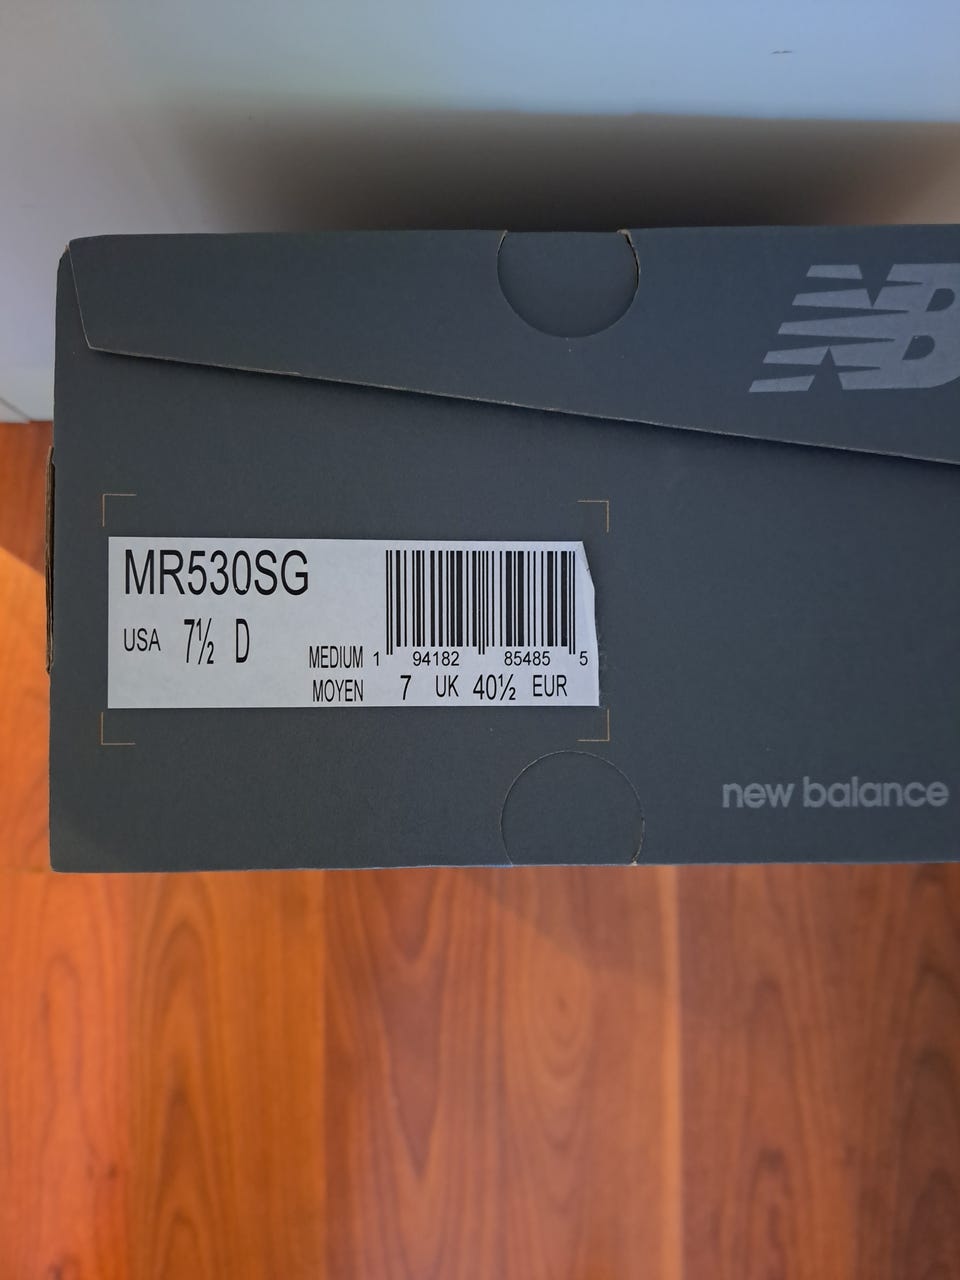 NB
MR530SG
USA 7½ D
MEDIUM 1 94182 85485 5
MOYEN 7 UK 40½ EUR
new balance